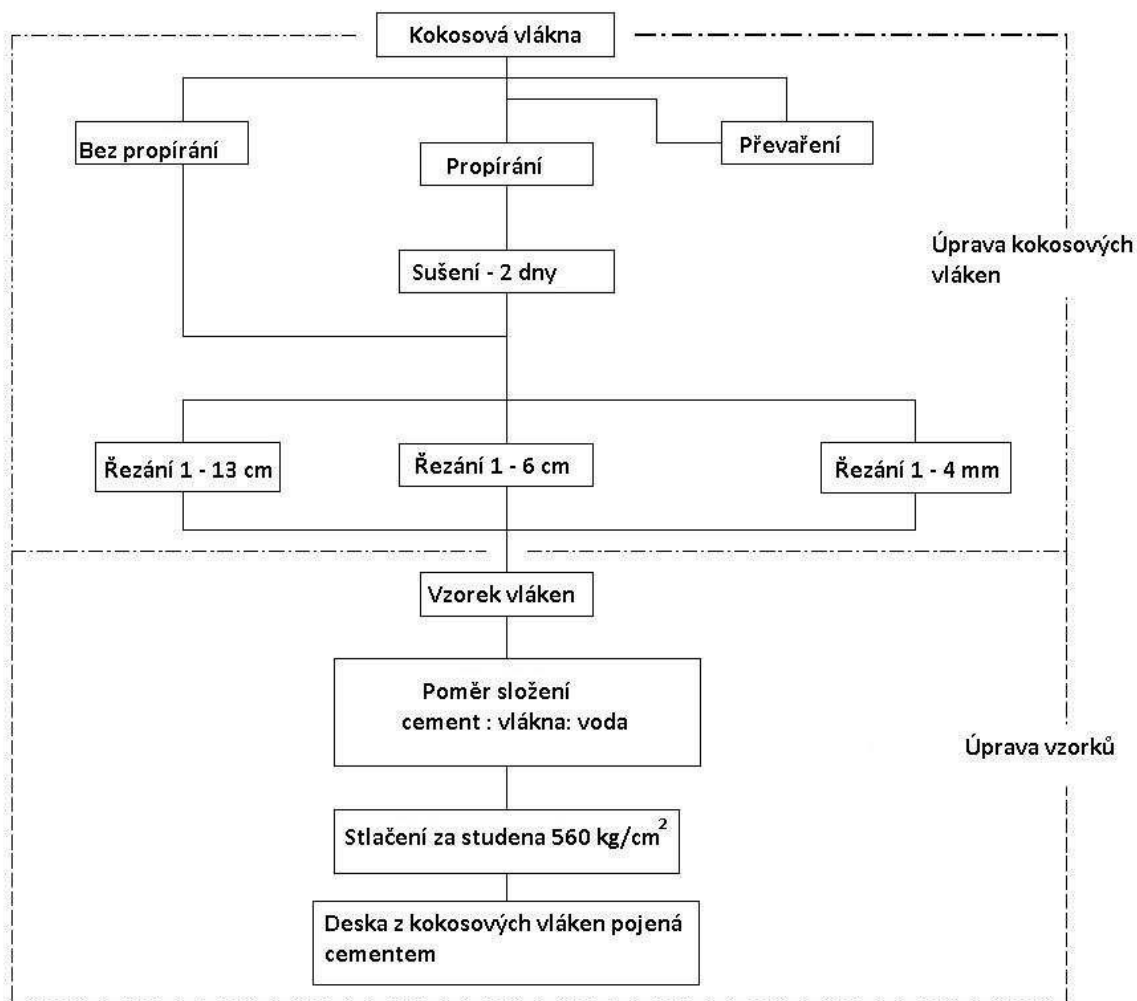 Kokosová vlákna
Bez propírání
Propírání
Převaření
Sušení - 2 dny
Úprava kokosových
vláken
Řezání 1 - 13 cm
Řezání 1 - 6 cm
Řezání 1 - 4 mm
Vzorek vláken
Poměr složení
cement : vlákna: voda
Úprava vzorků
Stlačení za studena 560 kg/cm²
Deska z kokosových vláken pojená
cementem